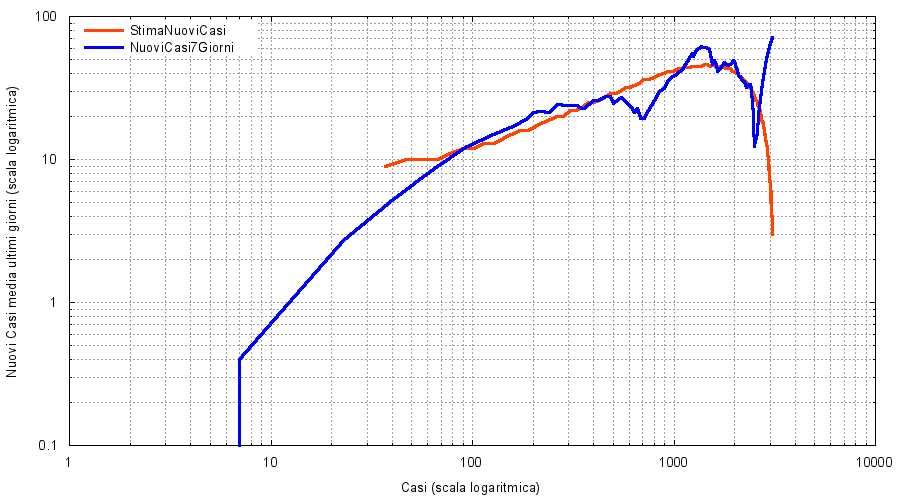 StimaNuoviCasi
NuoviCasi7Giorni
Nuovi Casi media ultimi giorni (scala logaritmica)
100
10
1
0.1
1
10
100
1000
10000
Casi (scala logaritmica)